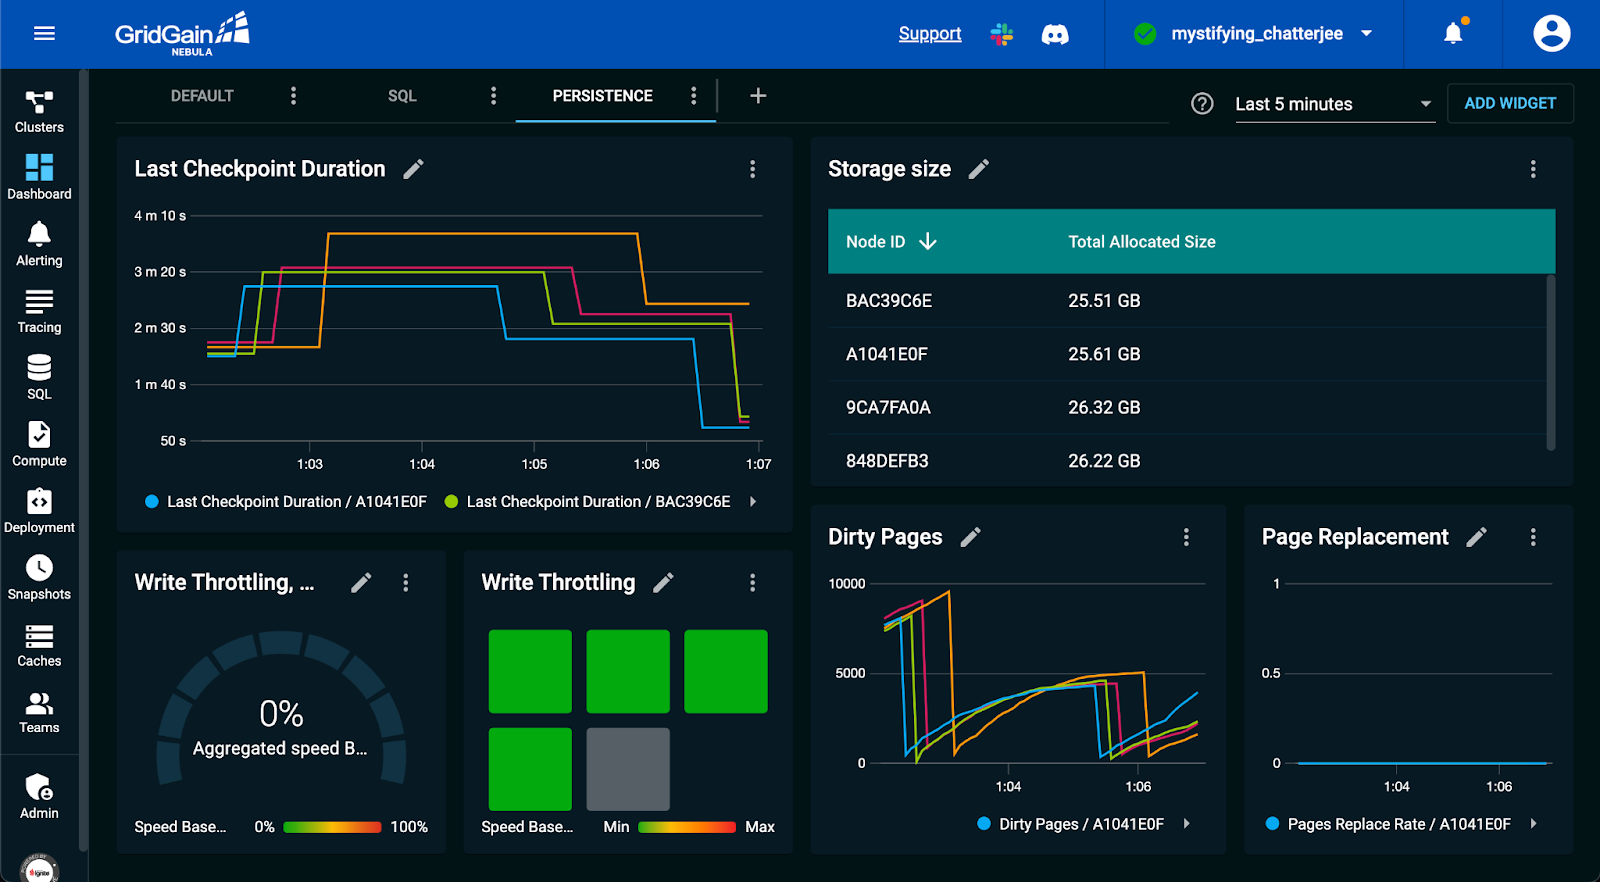 GridGain
NEBULA
Support
mystifying_chatterjee
Clusters
Dashboard
Alerting
Tracing
SQL
Compute
Deployment
Snapshots
Caches
Teams
Admin
POWERED BY
Ignite
DEFAULT
SQL
PERSISTENCE
Last 5 minutes
ADD WIDGET
Last Checkpoint Duration
4 m 10 s
3 m 20 s
2 m 30 s
1 m 40 s
50 s
1:03 1:04 1:05 1:06 1:07
Last Checkpoint Duration / A1041E0F Last Checkpoint Duration / BAC39C6E
Storage size
Node ID Total Allocated Size
BAC39C6E 25.51 GB
A1041E0F 25.61 GB
9CA7FA0A 26.32 GB
848DEFB3 26.22 GB
Write Throttling, ...
0%
Aggregated speed B...
Speed Base... 0% 100%
Write Throttling
Speed Base... Min Max
Dirty Pages
10000
5000
0
1:04 1:06
Dirty Pages / A1041E0F
Page Replacement
1
0.5
0
1:04 1:06
Pages Replace Rate / A1041E0F